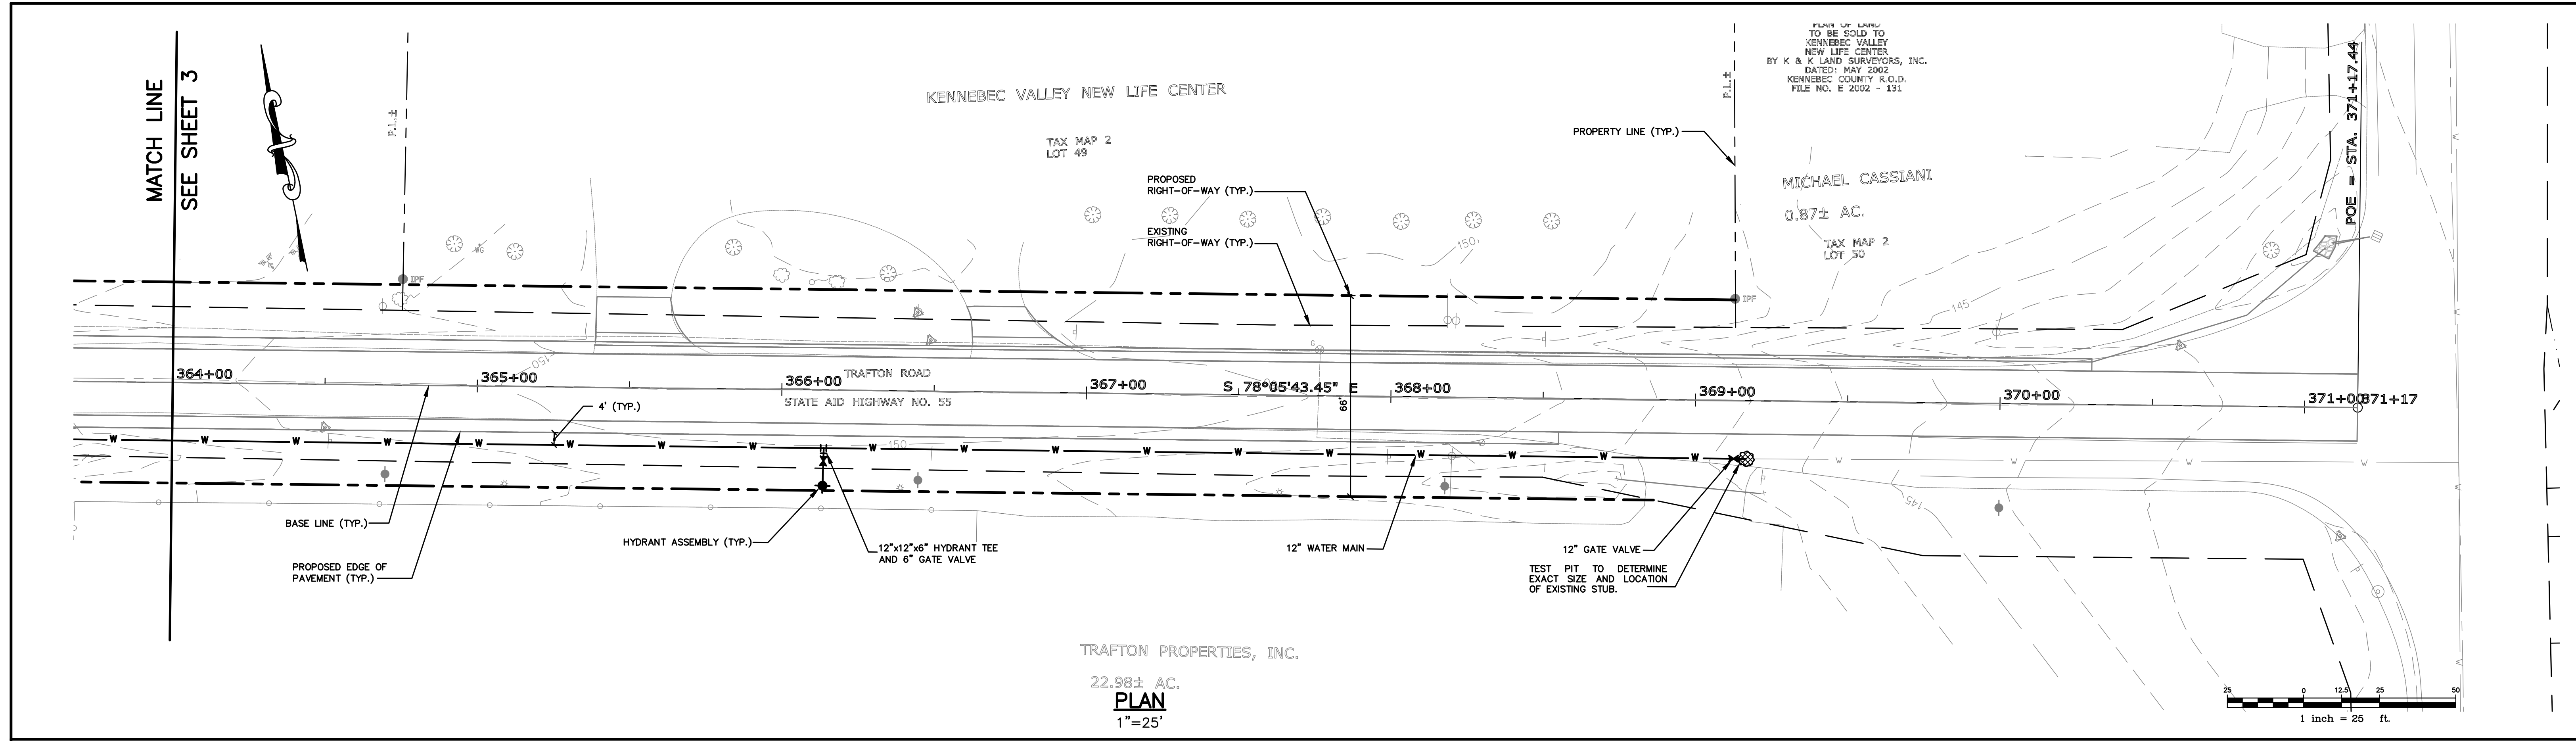 MATCH LINE
SEE SHEET 3
P.L.±
KENNEBEC VALLEY NEW LIFE CENTER
TAX MAP 2
LOT 49
PROPOSED
RIGHT-OF-WAY (TYP.)
EXISTING
RIGHT-OF-WAY (TYP.)
PROPERTY LINE (TYP.)
P.L.±
PLAN OF LAND
TO BE SOLD TO
KENNEBEC VALLEY
NEW LIFE CENTER
BY K & K LAND SURVEYORS, INC.
DATED: MAY 2002
KENNEBEC COUNTY R.O.D.
FILE NO. E 2002 - 131
MICHAEL CASSIANI
0.87± AC.
TAX MAP 2
LOT 50
POE = STA. 371+17.44
IPF
IPF
150
145
150
364+00
365+00
366+00
TRAFTON ROAD
STATE AID HIGHWAY NO. 55
367+00
S 78°05'43.45" E
66'
368+00
369+00
370+00
371+00
371+17
4' (TYP.)
W W W W W W W W W W W W W W W W W W
150
W W W W
145
BASE LINE (TYP.)
PROPOSED EDGE OF
PAVEMENT (TYP.)
HYDRANT ASSEMBLY (TYP.)
12"x12"x6" HYDRANT TEE
AND 6" GATE VALVE
12" WATER MAIN
12" GATE VALVE
TEST PIT TO DETERMINE
EXACT SIZE AND LOCATION
OF EXISTING STUB.
TRAFTON PROPERTIES, INC.
22.98± AC.
PLAN
1"=25'
25 0 12.5 25 50
1 inch = 25 ft.